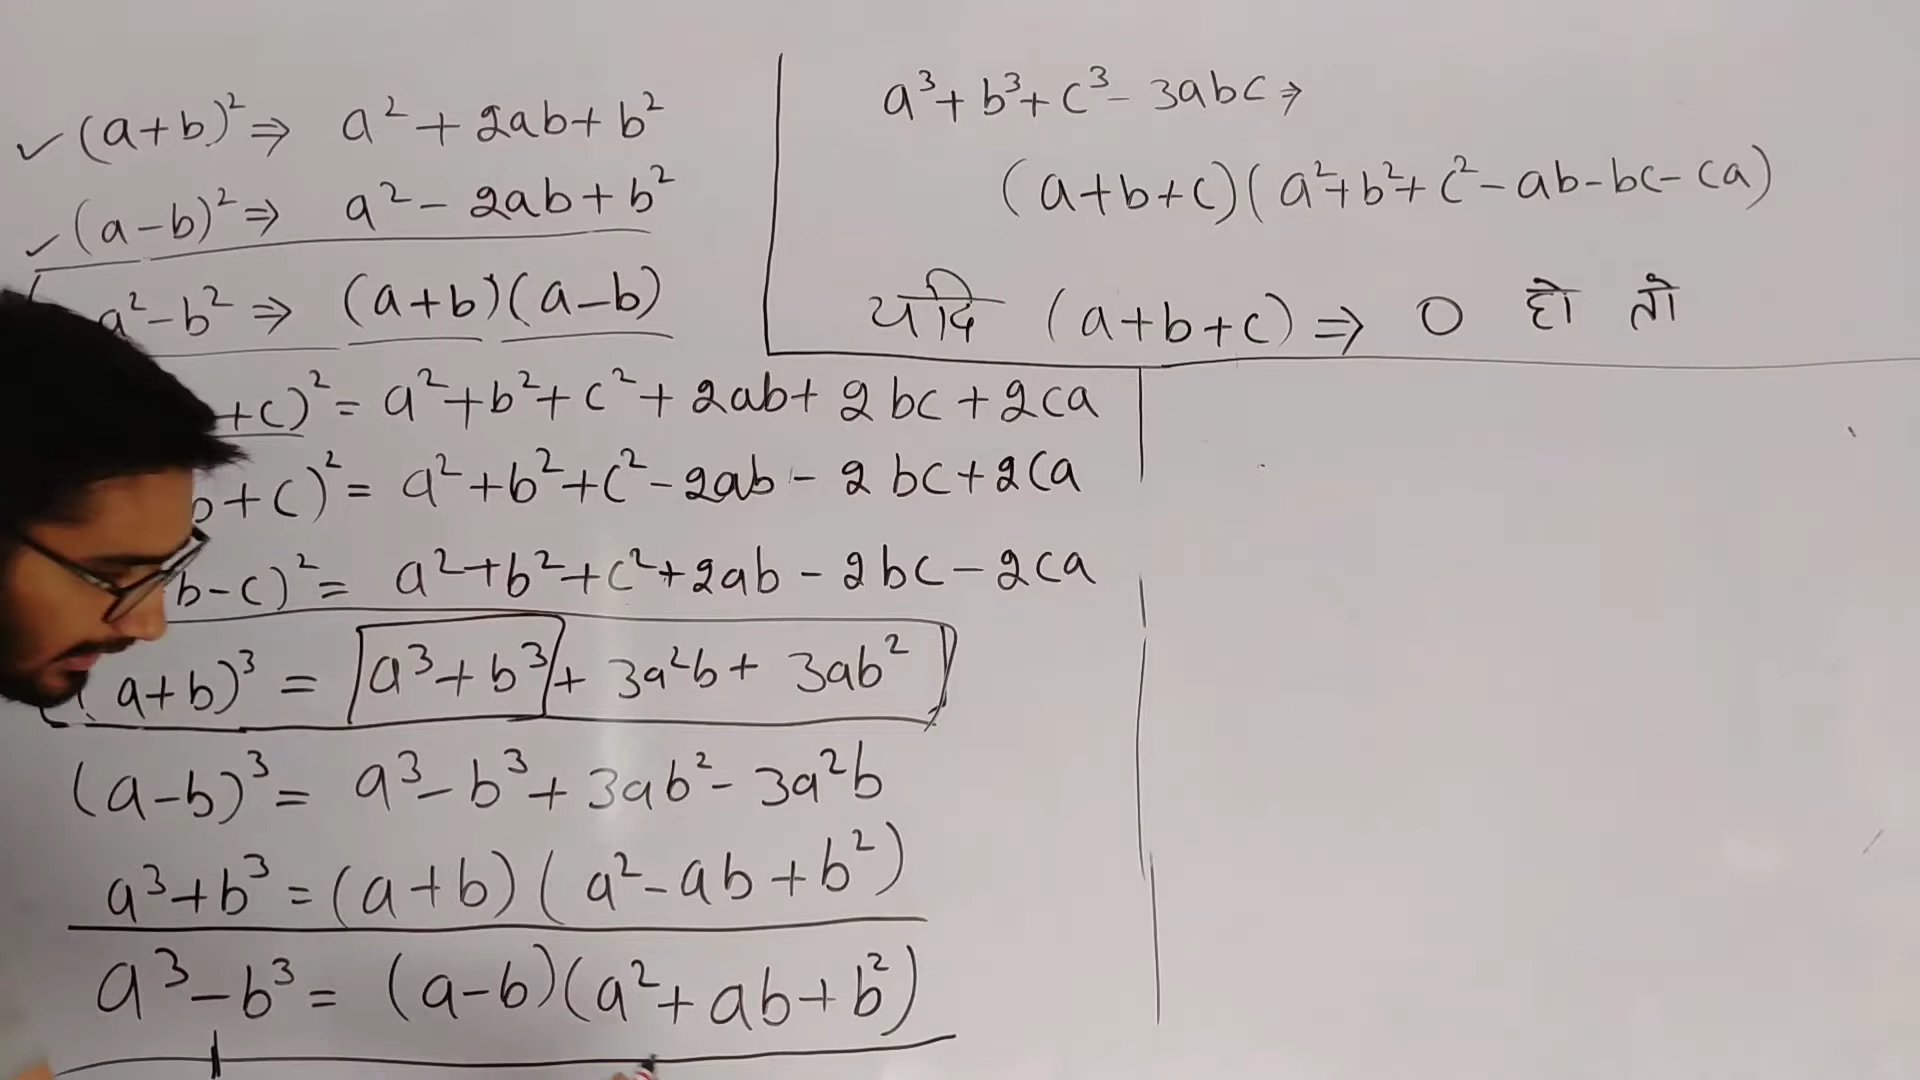 (a+b)² ⇒ a² + 2ab + b²
(a-b)² ⇒ a² - 2ab + b²
a²-b² ⇒ (a+b)(a-b)
+c)² = a²+b²+c²+2ab+2bc+2ca
b+c)² = a²+b²+c²-2ab-2bc+2ca
b-c)² = a²+b²+c²+2ab-2bc-2ca
(a+b)³ = a³+b³+3a²b+3ab²
(a-b)³ = a³-b³+3ab²-3a²b
a³+b³ = (a+b)(a²-ab+b²)
a³-b³ = (a-b)(a²+ab+b²)
a³+b³+c³-3abc ⇒
(a+b+c)(a²+b²+c²-ab-bc-ca)
यदि (a+b+c) ⇒ 0 हो तो